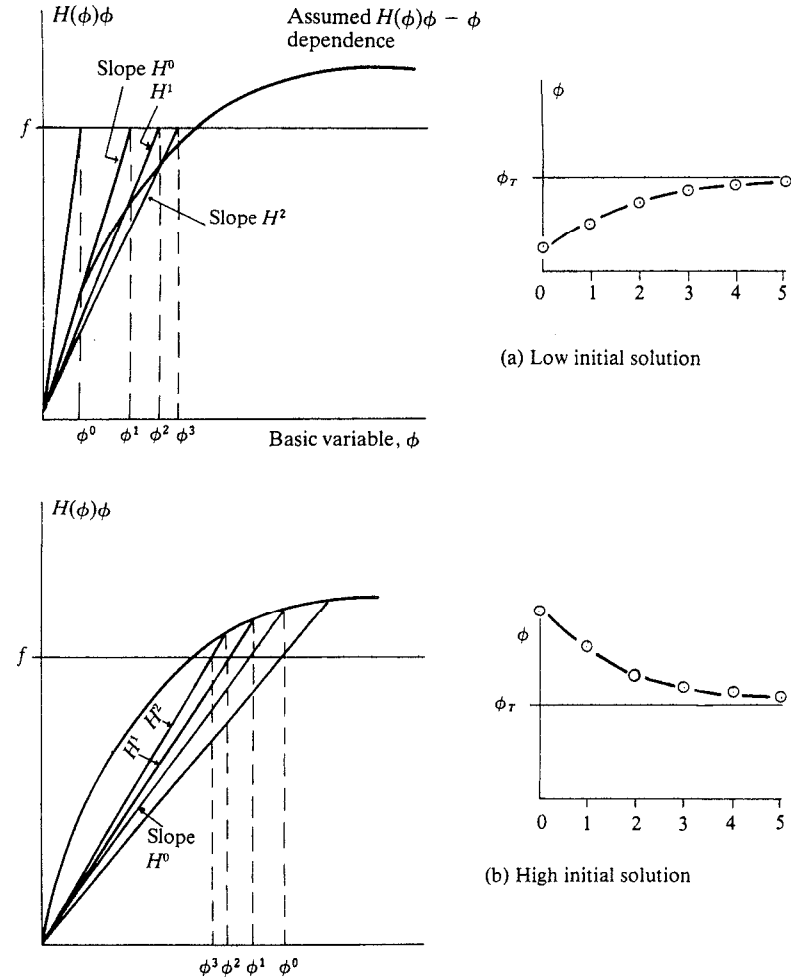 H(ϕ)ϕ
Assumed H(ϕ)ϕ – ϕ
dependence
Slope H⁰
H¹
f
Slope H²
ϕ⁰ ϕ¹ ϕ² ϕ³
Basic variable, ϕ
ϕ
ϕ_T
0 1 2 3 4 5
(a) Low initial solution
H(ϕ)ϕ
f
H¹ H²
Slope
H⁰
ϕ³ ϕ² ϕ¹ ϕ⁰
ϕ
ϕ_T
0 1 2 3 4 5
(b) High initial solution